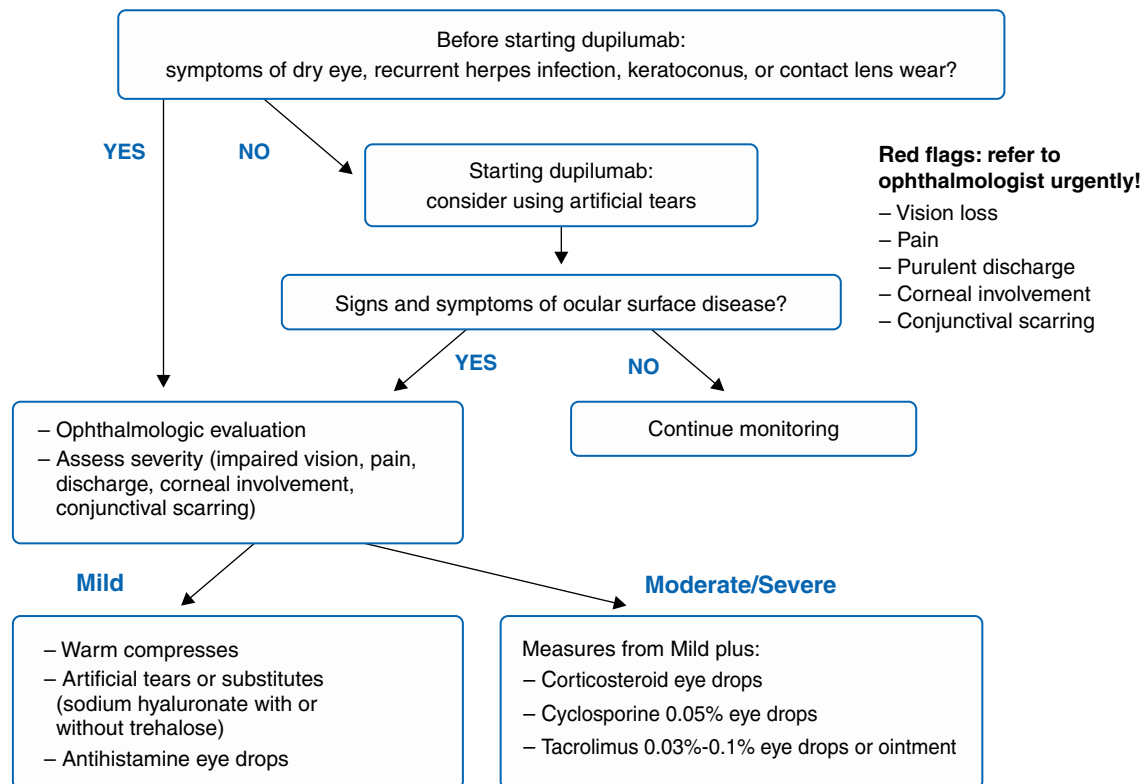 Before starting dupilumab:
symptoms of dry eye, recurrent herpes infection, keratoconus, or contact lens wear?
YES
NO
Starting dupilumab:
consider using artificial tears
Red flags: refer to
ophthalmologist urgently!
– Vision loss
– Pain
– Purulent discharge
– Corneal involvement
– Conjunctival scarring
Signs and symptoms of ocular surface disease?
YES
NO
– Ophthalmologic evaluation
– Assess severity (impaired vision, pain,
discharge, corneal involvement,
conjunctival scarring)
Continue monitoring
Mild
Moderate/Severe
– Warm compresses
– Artificial tears or substitutes
(sodium hyaluronate with or
without trehalose)
– Antihistamine eye drops
Measures from Mild plus:
– Corticosteroid eye drops
– Cyclosporine 0.05% eye drops
– Tacrolimus 0.03%-0.1% eye drops or ointment